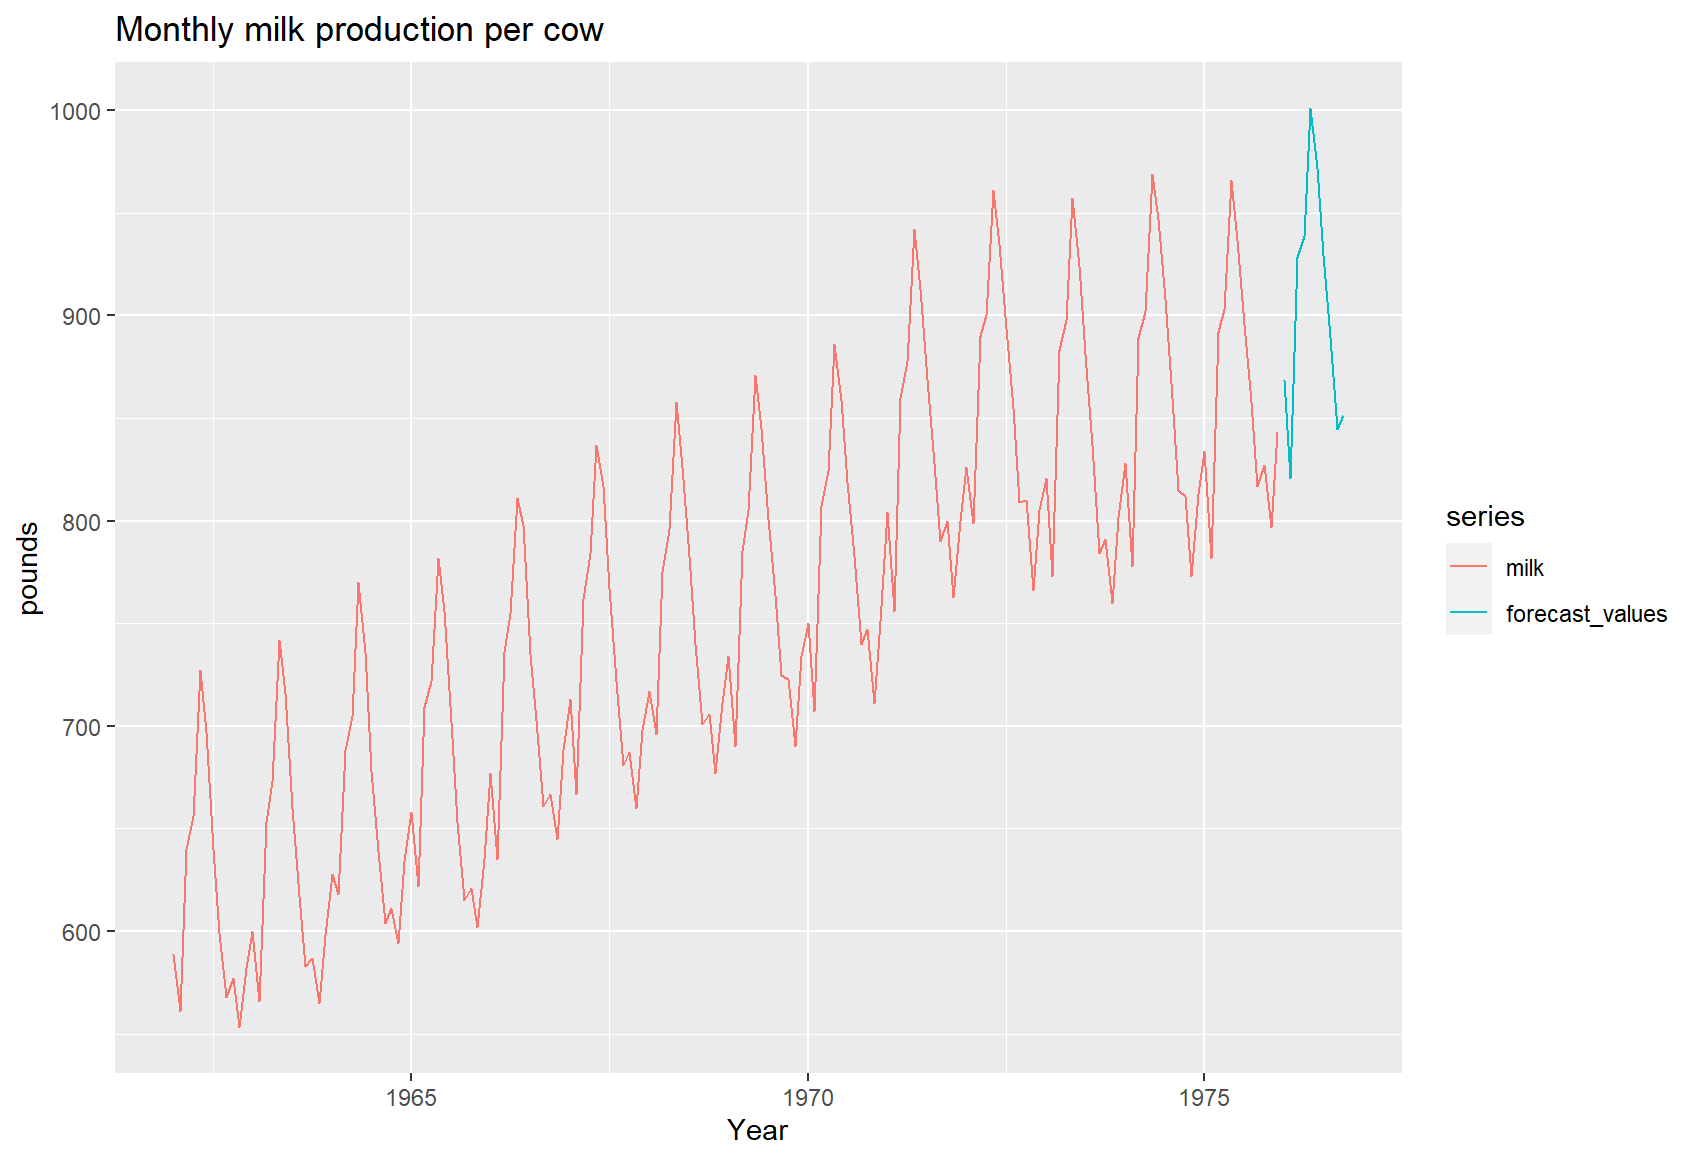 Monthly milk production per cow
1000
900
800
700
600
pounds
1965
1970
1975
Year
series
milk
forecast_values